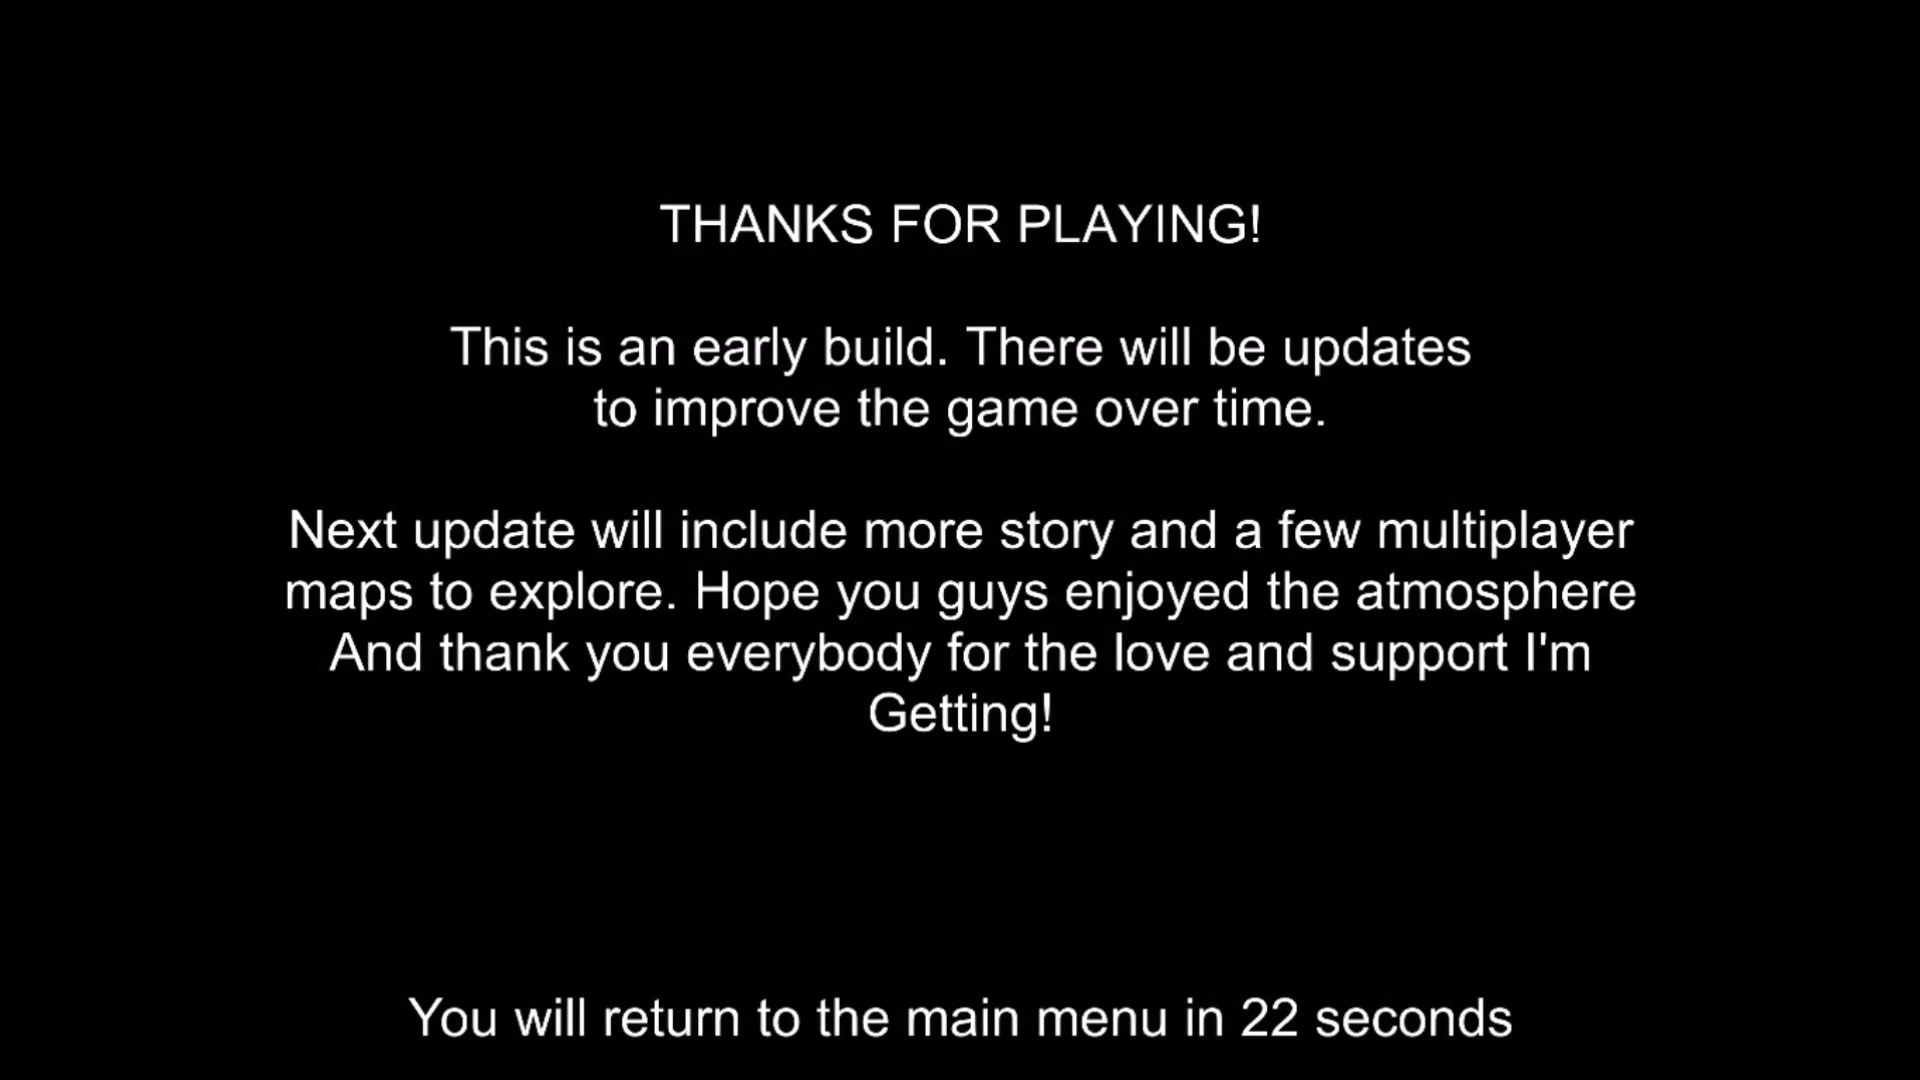 THANKS FOR PLAYING!
This is an early build. There will be updates
to improve the game over time.
Next update will include more story and a few multiplayer
maps to explore. Hope you guys enjoyed the atmosphere
And thank you everybody for the love and support I'm
Getting!
You will return to the main menu in 22 seconds